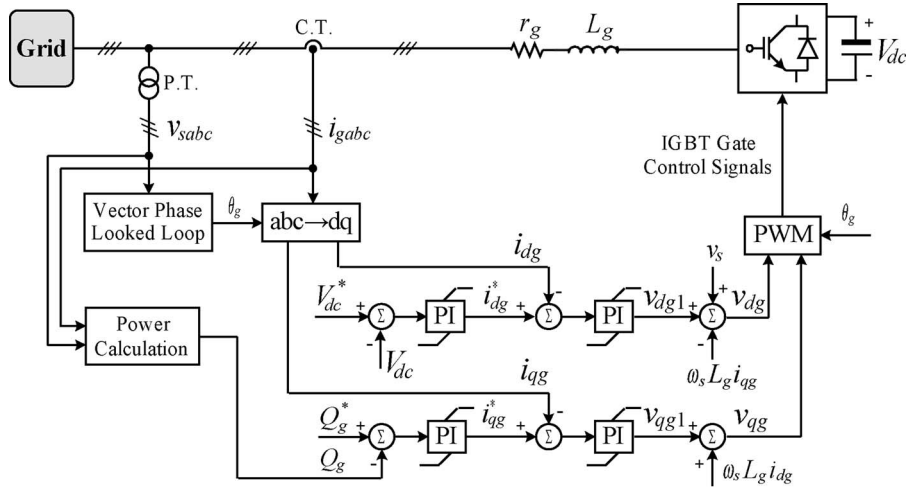 Grid
C.T.
r_g
L_g
+
V_dc
-
P.T.
v_sabc
i_gabc
IGBT Gate
Control Signals
Vector Phase
Looked Loop
θ_g
abc→dq
PWM
θ_g
i_dg
v_s
V_dc^*
+
Σ
-
V_dc
PI
i_dg^*
+
-
Σ
PI
v_dg1
+
+
Σ
-
v_dg
ω_s L_g i_qg
Power
Calculation
i_qg
Q_g^*
+
Σ
-
Q_g
PI
i_qg^*
+
-
Σ
PI
v_qg1
+
Σ
+
v_qg
ω_s L_g i_dg